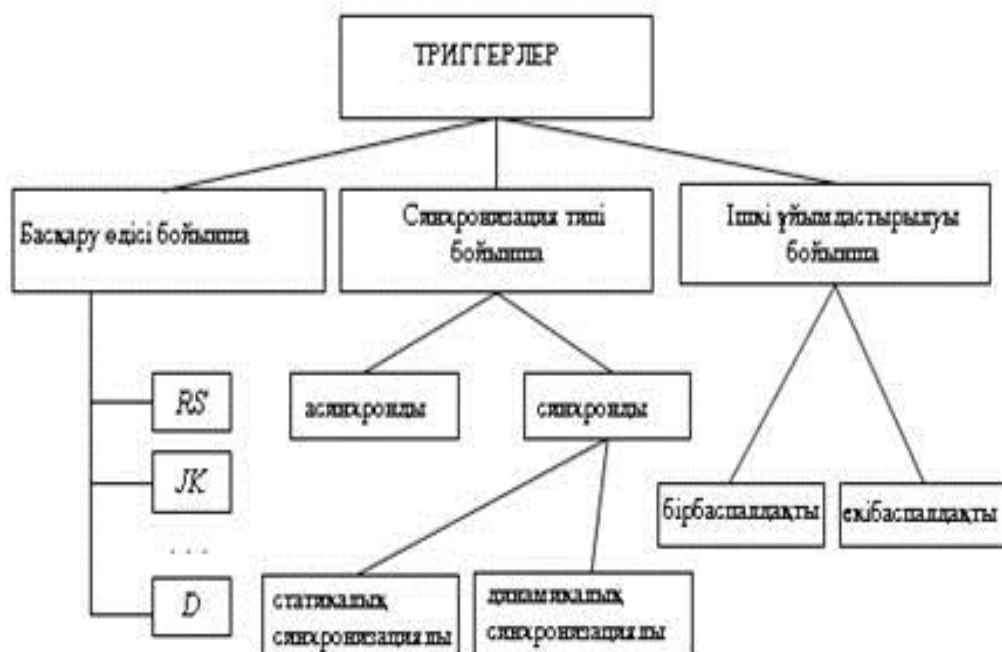 ТРИГГЕРЛЕР
Басқару әдісі бойынша
Синхронизация типі
бойынша
Ішкі ұйымдастырылуы
бойынша
RS
JK
. . .
D
асинхронды
синхронды
статикалық
синхронизациялы
динамикалық
синхронизациялы
бірбаспалдақты
екібаспалдақты